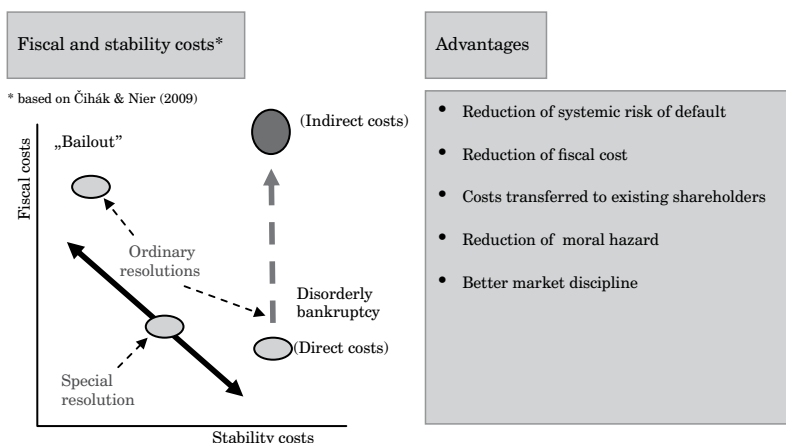 Fiscal and stability costs*
* based on Čihák & Nier (2009)
Fiscal costs
„Bailout”
(Indirect costs)
Ordinary
resolutions
Disorderly
bankruptcy
(Direct costs)
Special
resolution
Stability costs
Advantages
• Reduction of systemic risk of default
• Reduction of fiscal cost
• Costs transferred to existing shareholders
• Reduction of moral hazard
• Better market discipline